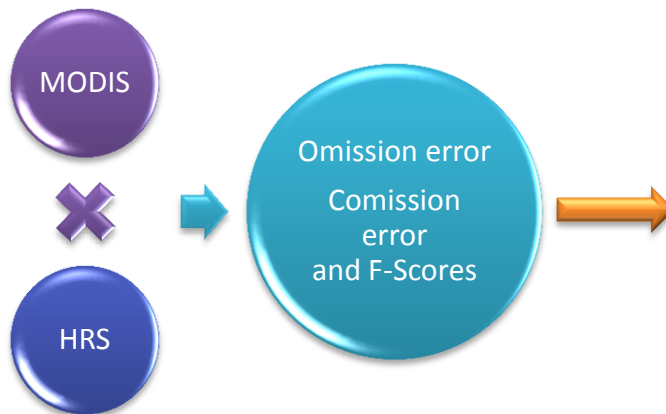 MODIS
HRS
Omission error
Comission
error
and F-Scores